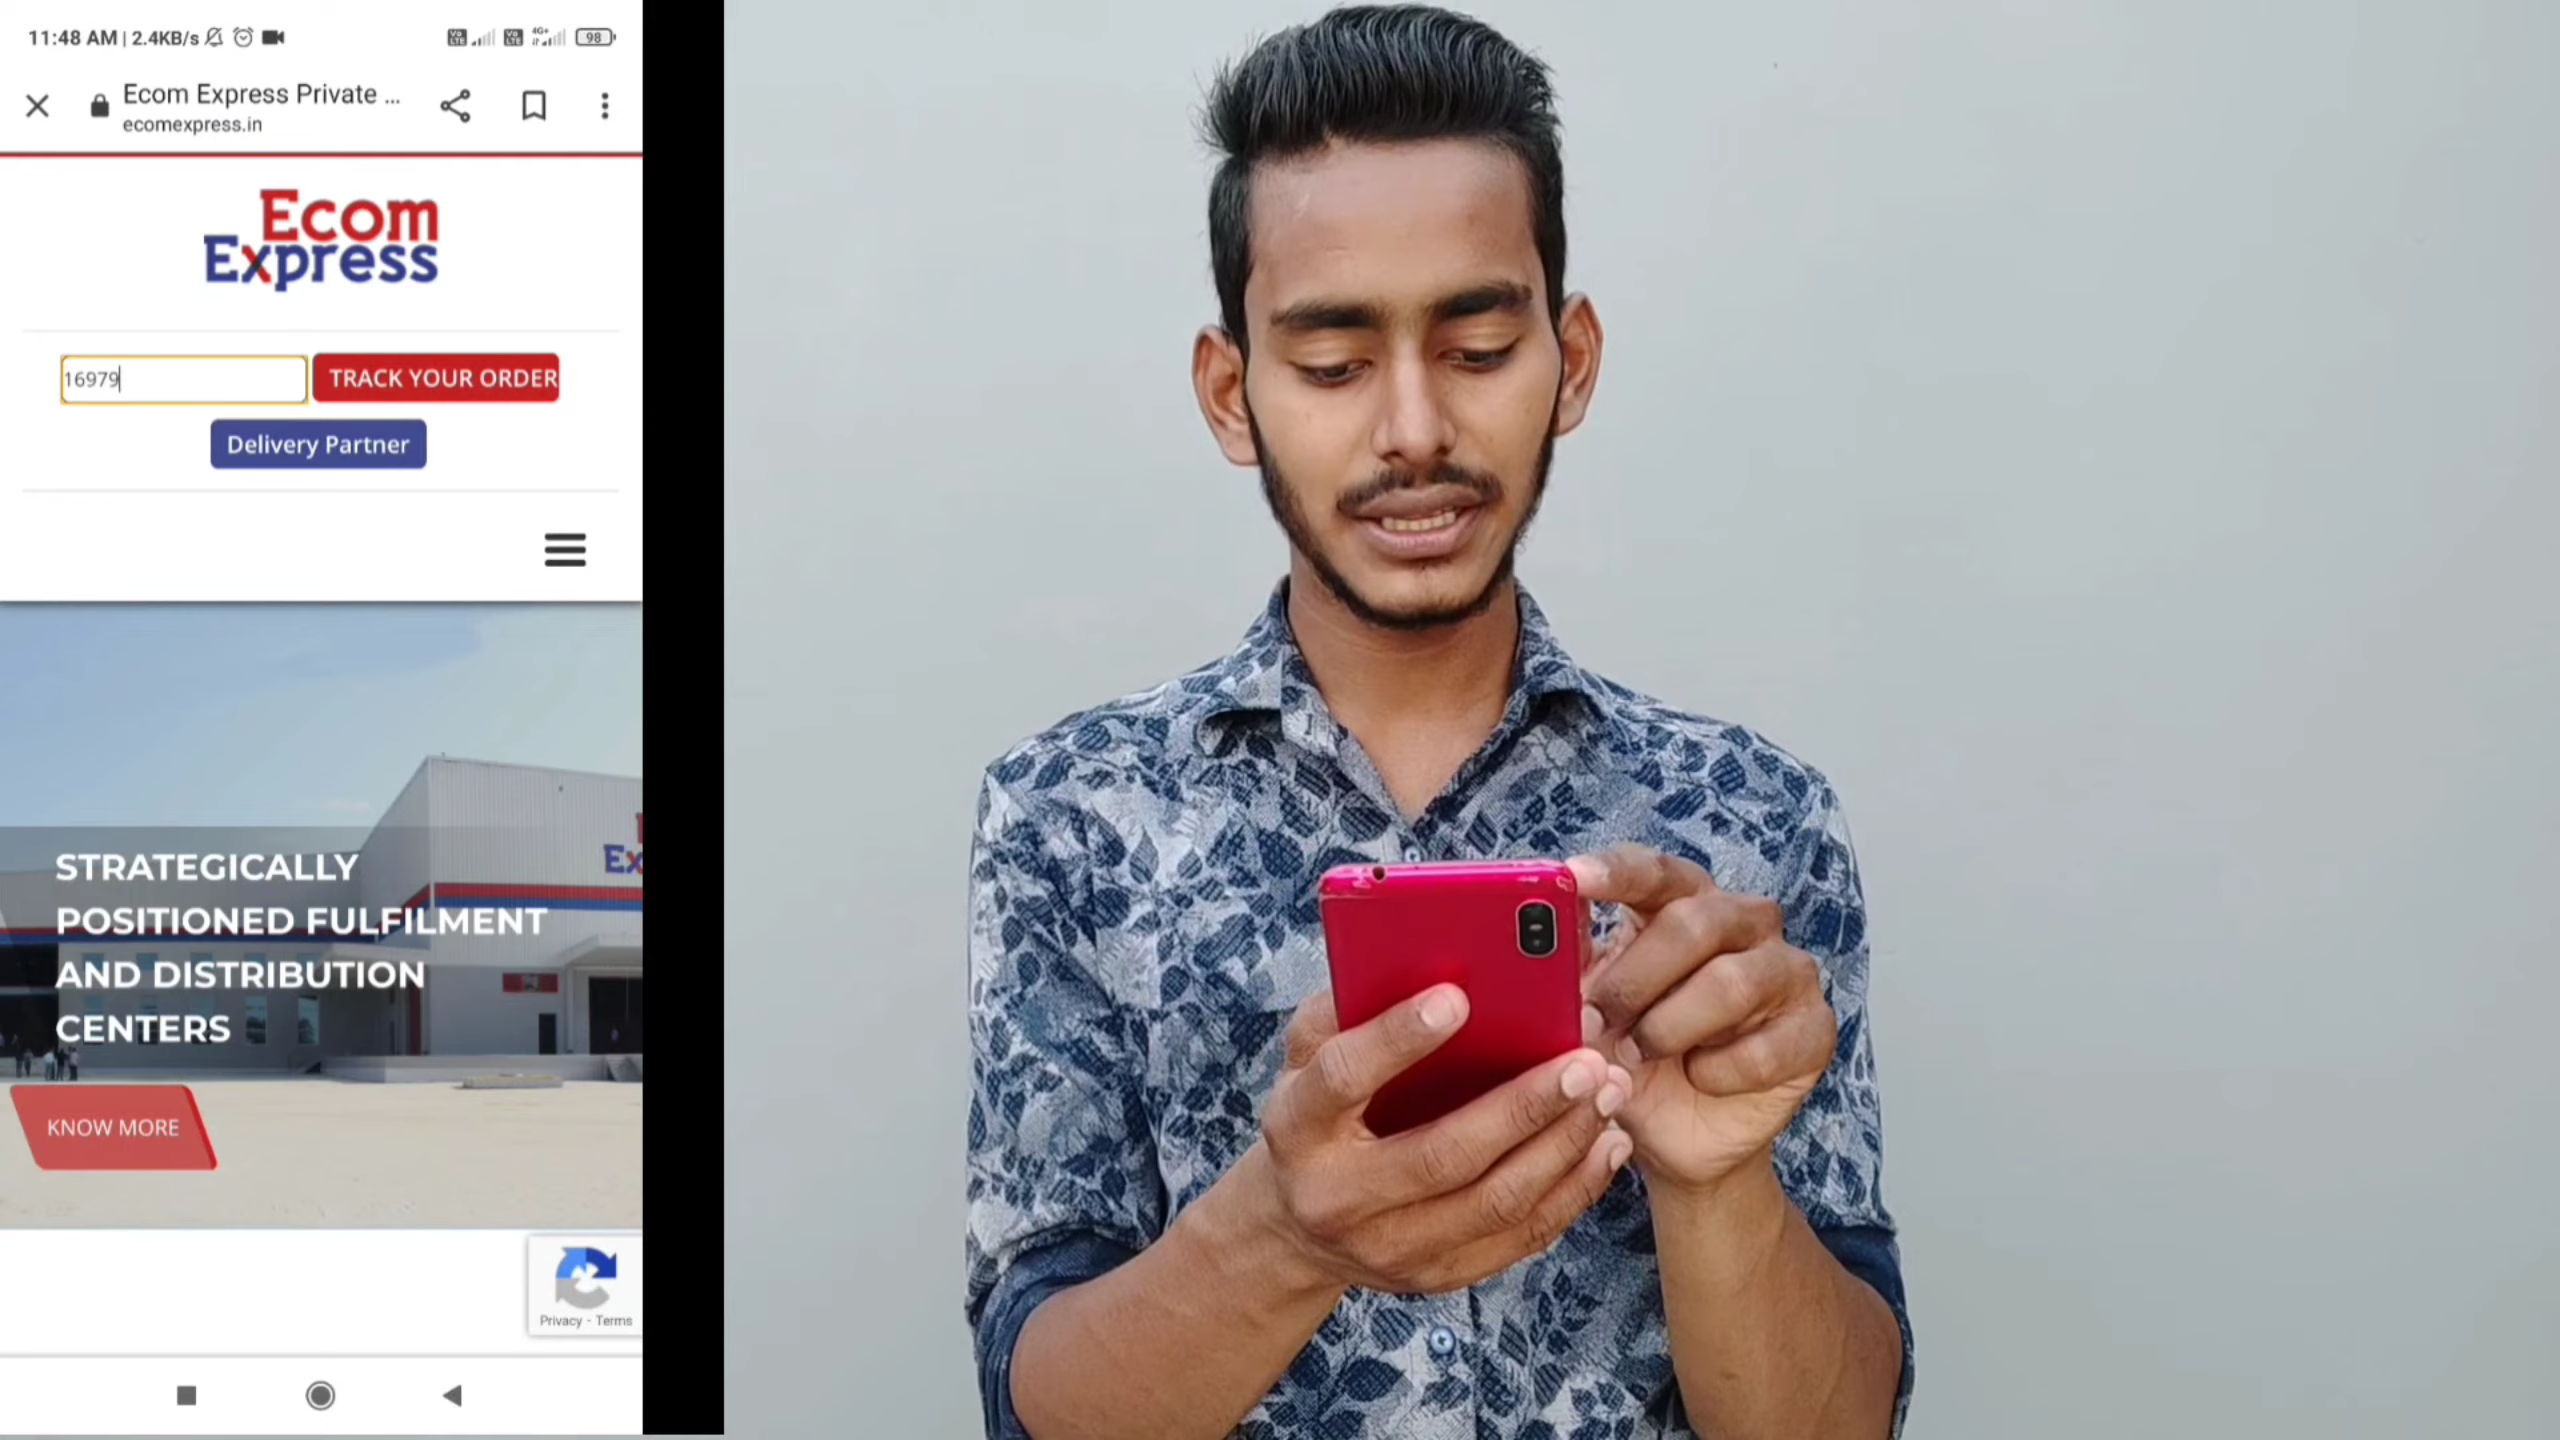 11:48 AM | 2.4KB/s
98
Ecom Express Private ...
ecomexpress.in
Ecom
Express
16979
TRACK YOUR ORDER
Delivery Partner
STRATEGICALLY
POSITIONED FULFILMENT
AND DISTRIBUTION
CENTERS
KNOW MORE
Privacy - Terms